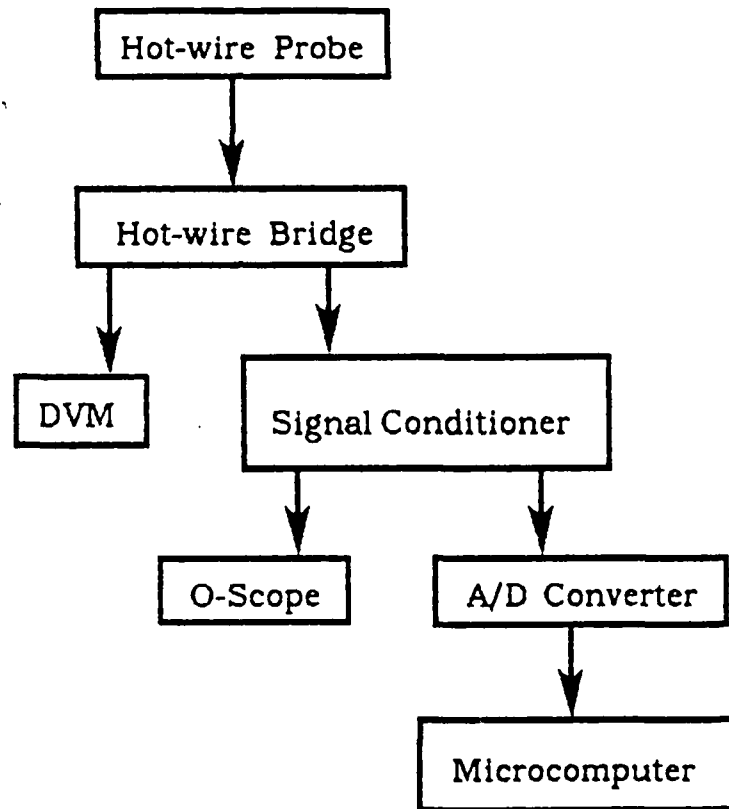 Hot-wire Probe
Hot-wire Bridge
DVM
Signal Conditioner
O-Scope
A/D Converter
Microcomputer